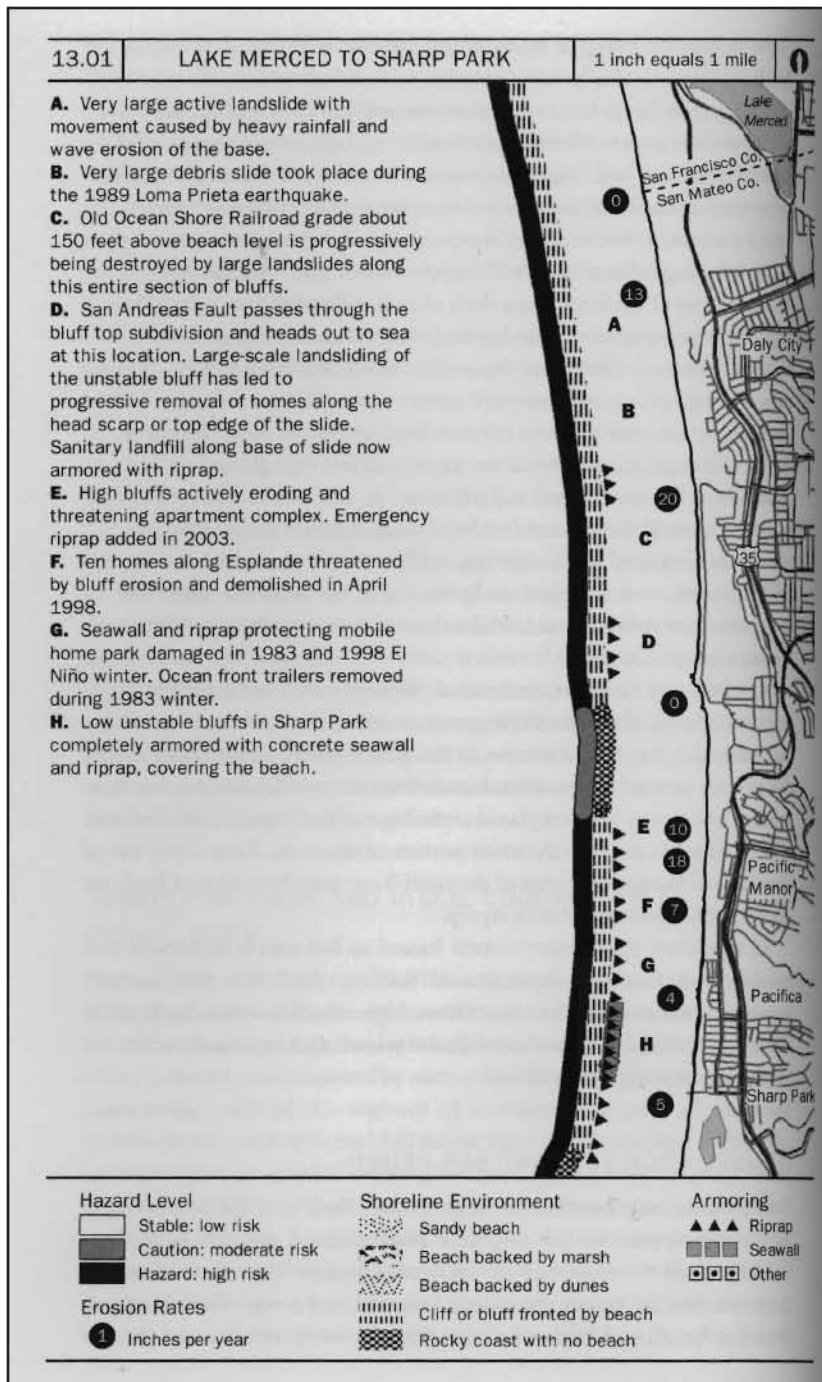 13.01
LAKE MERCED TO SHARP PARK
1 inch equals 1 mile
A. Very large active landslide with
movement caused by heavy rainfall and
wave erosion of the base.
B. Very large debris slide took place during
the 1989 Loma Prieta earthquake.
C. Old Ocean Shore Railroad grade about
150 feet above beach level is progressively
being destroyed by large landslides along
this entire section of bluffs.
D. San Andreas Fault passes through the
bluff top subdivision and heads out to sea
at this location. Large-scale landsliding of
the unstable bluff has led to
progressive removal of homes along the
head scarp or top edge of the slide.
Sanitary landfill along base of slide now
armored with riprap.
E. High bluffs actively eroding and
threatening apartment complex. Emergency
riprap added in 2003.
F. Ten homes along Esplande threatened
by bluff erosion and demolished in April
1998.
G. Seawall and riprap protecting mobile
home park damaged in 1983 and 1998 El
Niño winter. Ocean front trailers removed
during 1983 winter.
H. Low unstable bluffs in Sharp Park
completely armored with concrete seawall
and riprap, covering the beach.
Lake
Merced
San Francisco Co.
San Mateo Co.
0
13
A
Daly City
B
20
C
35
D
0
E
10
18
Pacific
Manor
F
7
G
4
Pacifica
H
5
Sharp Park
Hazard Level
Stable: low risk
Caution: moderate risk
Hazard: high risk
Erosion Rates
1
Inches per year
Shoreline Environment
Sandy beach
Beach backed by marsh
Beach backed by dunes
Cliff or bluff fronted by beach
Rocky coast with no beach
Armoring
Riprap
Seawall
Other